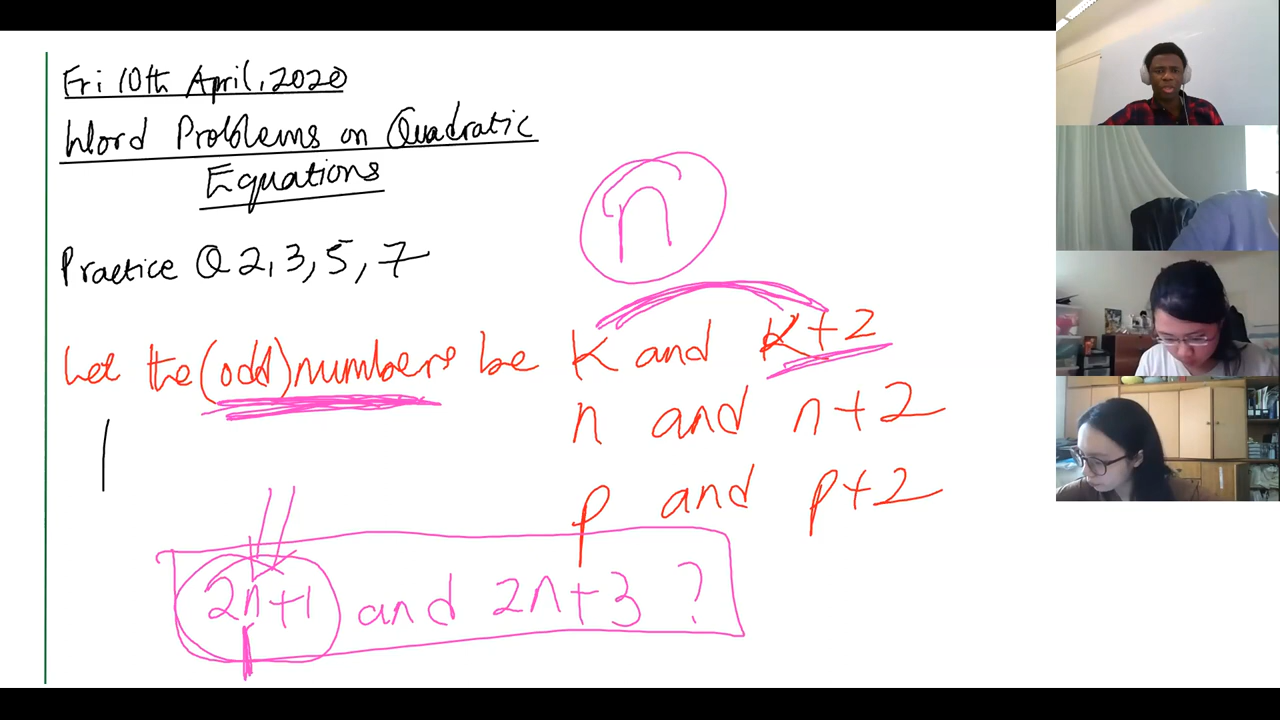 Fri 10th April, 2020
Word Problems on Quadratic
Equations
Practice Q 2, 3, 5, 7
n
Let the (odd) numbers be k and k+2
n and n+2
p and p+2
2n+1 and 2n+3 ?